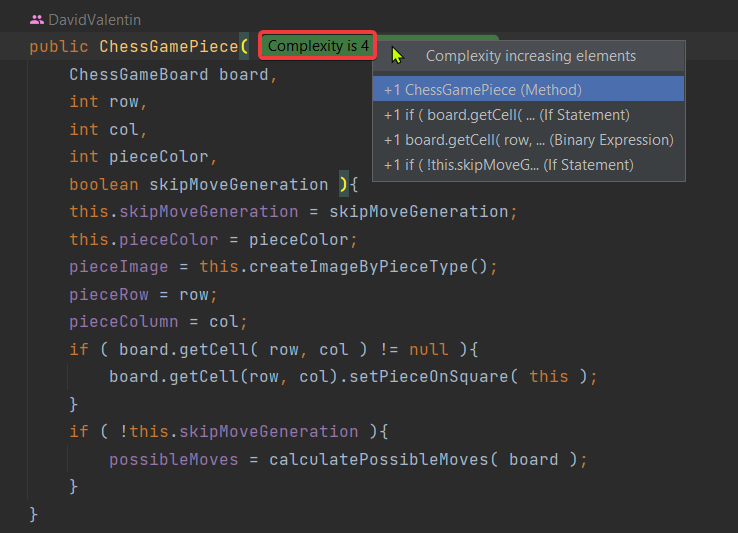 DavidValentin
public ChessGamePiece( Complexity is 4
Complexity increasing elements
ChessGameBoard board,
+1 ChessGamePiece (Method)
int row,
+1 if ( board.getCell( ... (If Statement)
int col,
+1 board.getCell( row, ... (Binary Expression)
int pieceColor,
+1 if ( !this.skipMoveG... (If Statement)
boolean skipMoveGeneration ){
this.skipMoveGeneration = skipMoveGeneration;
this.pieceColor = pieceColor;
pieceImage = this.createImageByPieceType();
pieceRow = row;
pieceColumn = col;
if ( board.getCell( row, col ) != null ){
board.getCell(row, col).setPieceOnSquare( this );
}
if ( !this.skipMoveGeneration ){
possibleMoves = calculatePossibleMoves( board );
}
}